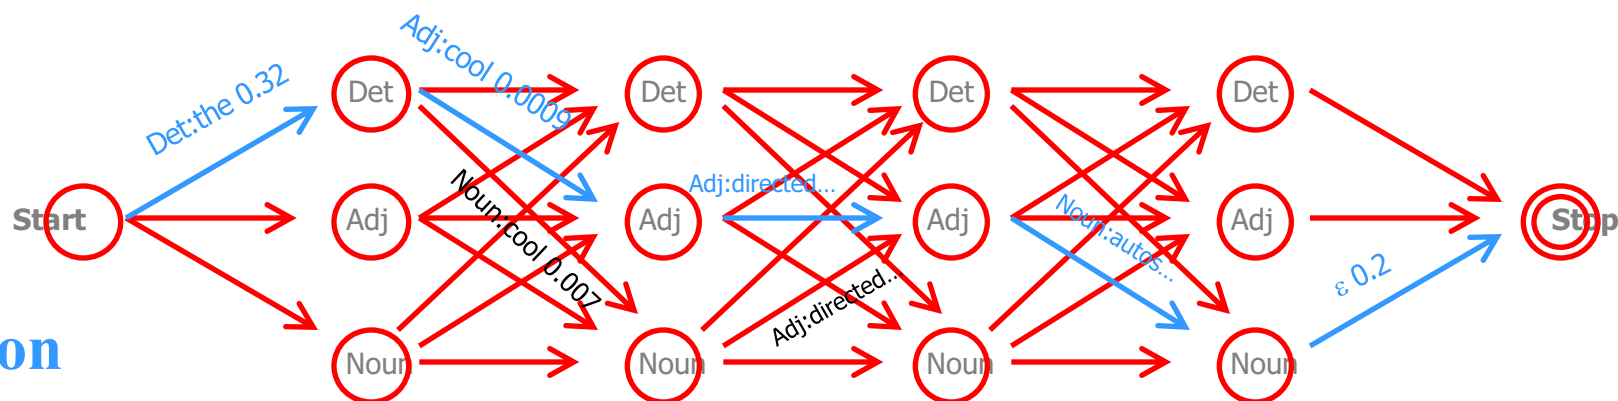 Adj:cool 0.0009
Det:the 0.32
Det Det Det Det
Noun:cool 0.007
Adj:directed...
Noun:autos...
Start Adj Adj Adj Adj Stop
Adj:directed...
ε 0.2
on
Noun Noun Noun Noun